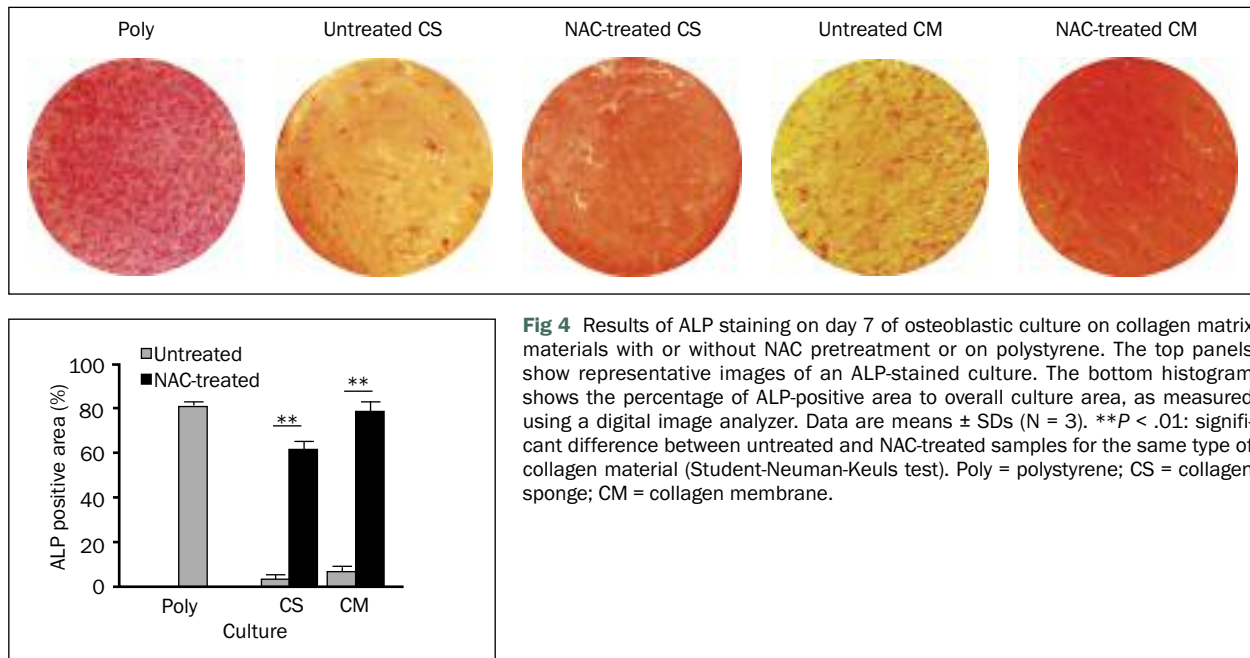 Poly
Untreated CS
NAC-treated CS
Untreated CM
NAC-treated CM
Untreated
NAC-treated
ALP positive area (%)
100
80
60
40
20
0
**
**
Poly
CS
CM
Culture
Fig 4 Results of ALP staining on day 7 of osteoblastic culture on collagen matrix
materials with or without NAC pretreatment or on polystyrene. The top panels
show representative images of an ALP-stained culture. The bottom histogram
shows the percentage of ALP-positive area to overall culture area, as measured
using a digital image analyzer. Data are means ± SDs (N = 3). **P < .01: signifi-
cant difference between untreated and NAC-treated samples for the same type of
collagen material (Student-Neuman-Keuls test). Poly = polystyrene; CS = collagen
sponge; CM = collagen membrane.